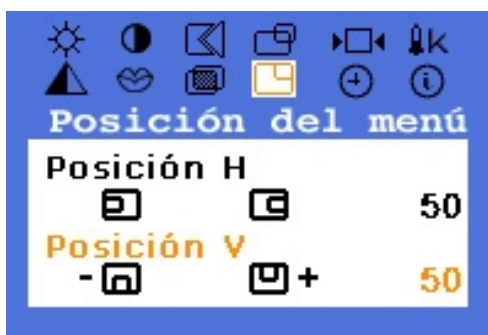 K
Posición del menú
Posición H
50
Posición V
- + 50